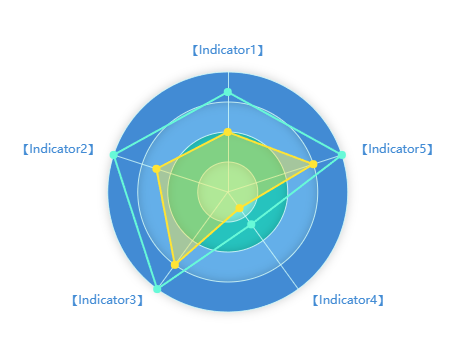 【Indicator1】
【Indicator2】
【Indicator5】
【Indicator3】
【Indicator4】